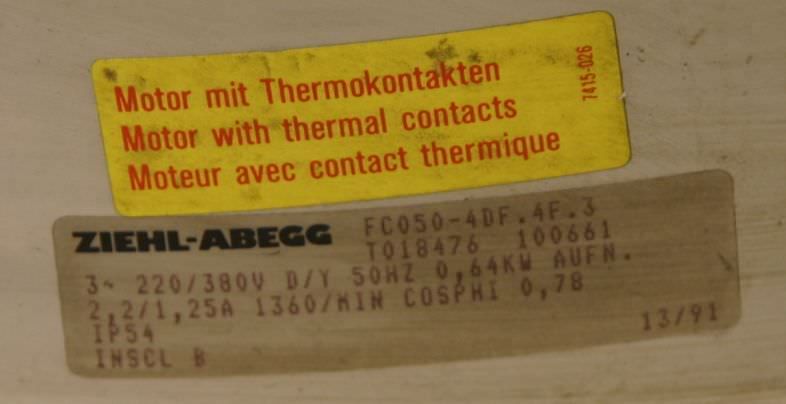 Motor mit Thermokontakten
Motor with thermal contacts
Moteur avec contact thermique
7415-026
ZIEHL-ABEGG
FC050-4DF.4F.3
T018476 100661
3~ 220/380V D/Y 50HZ 0,64KW AUFN.
2,2/1,25A 1360/MIN COSPHI 0,78
IP54
13/91
INSCL B